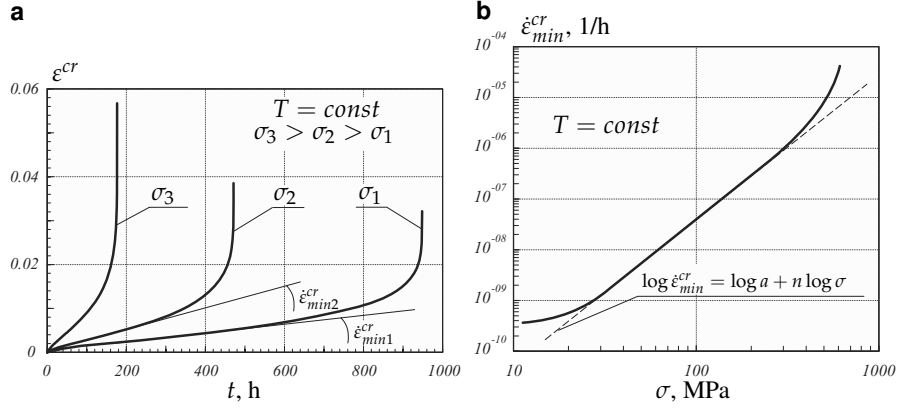 a
ε^cr
0.06
0.04
0.02
0
T = const
σ₃ > σ₂ > σ₁
σ₃
σ₂
σ₁
ε̇^cr_min2
ε̇^cr_min1
0 200 400 600 800 1000
t, h
b
ε̇^cr_min, 1/h
10^-04
10^-05
10^-06
10^-07
10^-08
10^-09
10^-10
T = const
log ε̇^cr_min = log a + n log σ
10 100 1000
σ, MPa